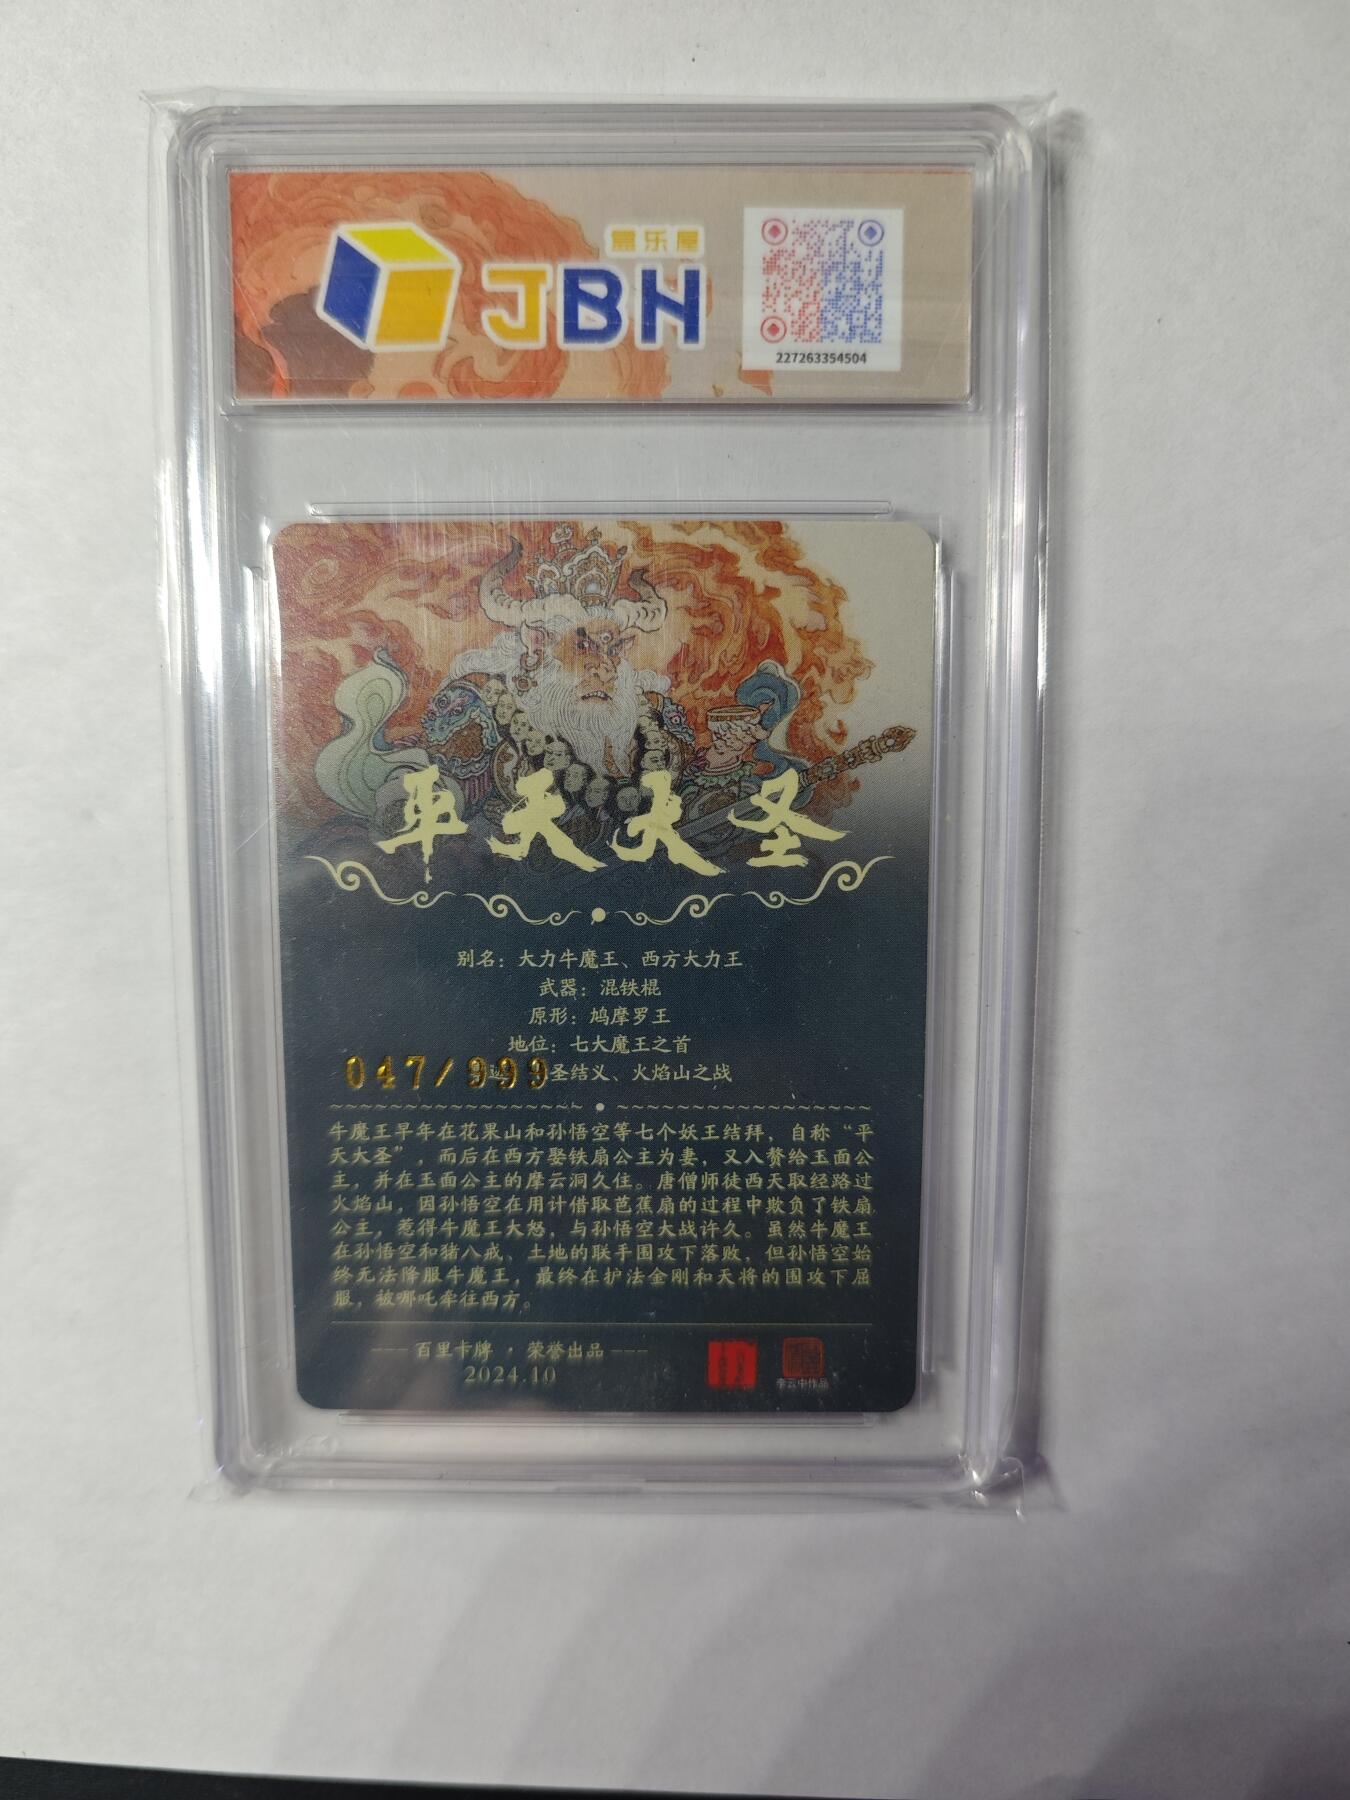 盒乐屋
JBH
227263354504
平天大圣
别名：大力牛魔王、西方大力王
武器：混铁棍
原形：鸠摩罗王
地位：七大魔王之首
047/999
圣结义、火焰山之战
牛魔王早年在花果山和孙悟空等七个妖王结拜，自称“平
天大圣”，而后在西方娶铁扇公主为妻，又入赘给玉面公
主，并在玉面公主的摩云洞久住。唐僧师徒西天取经路过
火焰山，因孙悟空在用计借取芭蕉扇的过程中欺负了铁扇
公主，惹得牛魔王大怒，与孙悟空大战许久。虽然牛魔王
在孙悟空和猪八戒、土地的联手围攻下落败，但孙悟空始
终无法降服牛魔王，最终在护法金刚和天将的围攻下屈
服，被哪吒牵往西方。
--- 百里卡牌 · 荣誉出品 ---
2024.10
李云中作品